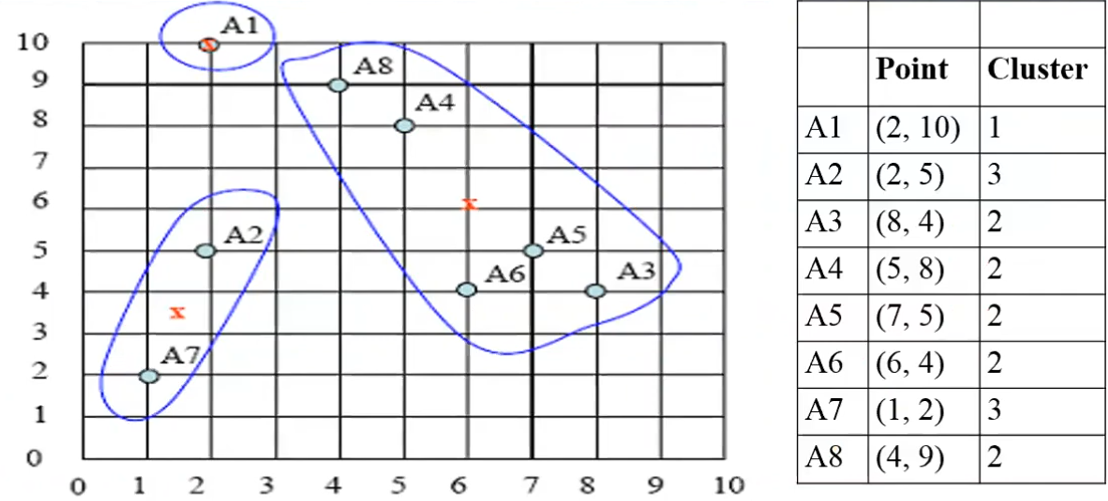 10
9
8
7
6
5
4
3
2
1
0
0 1 2 3 4 5 6 7 8 9 10
A1
x
A8
A4
x
A2
A5
A6
A3
x
A7
Point Cluster
A1 (2, 10) 1
A2 (2, 5) 3
A3 (8, 4) 2
A4 (5, 8) 2
A5 (7, 5) 2
A6 (6, 4) 2
A7 (1, 2) 3
A8 (4, 9) 2